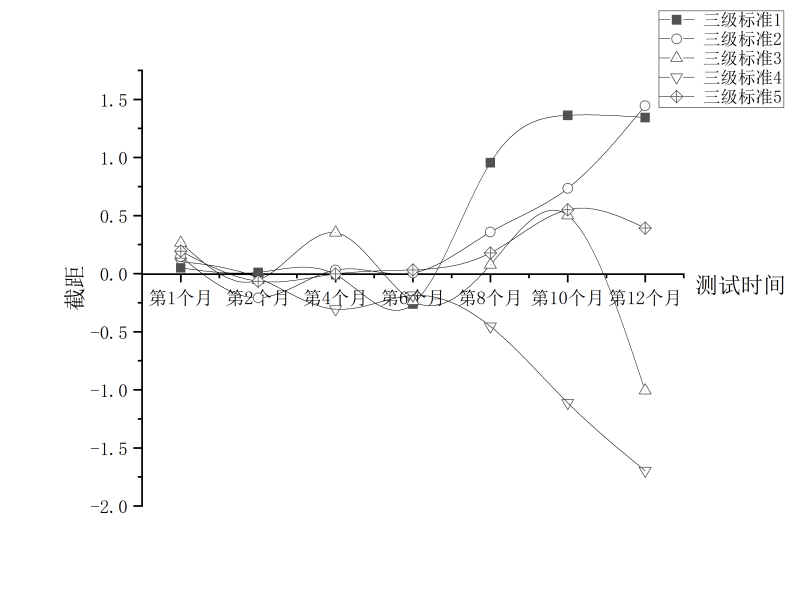 三级标准1
三级标准2
三级标准3
三级标准4
三级标准5
1.5
1.0
0.5
0.0
-0.5
-1.0
-1.5
-2.0
截距
第1个月 第2个月 第4个月 第6个月 第8个月 第10个月 第12个月
测试时间